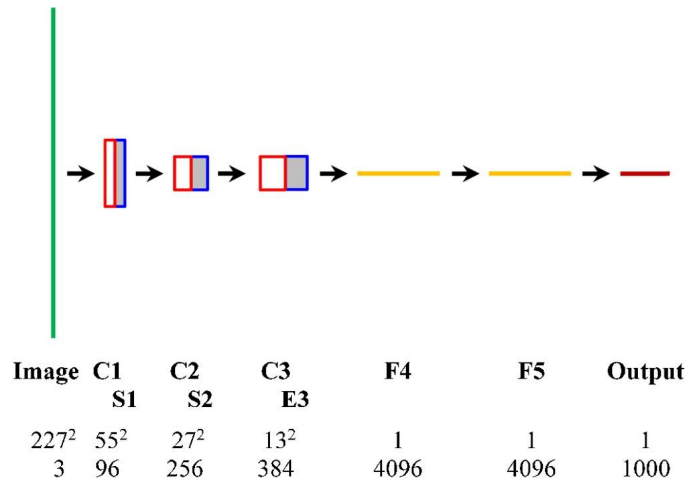 Image C1 C2 C3 F4 F5 Output
S1 S2 E3
227² 55² 27² 13² 1 1 1
3 96 256 384 4096 4096 1000